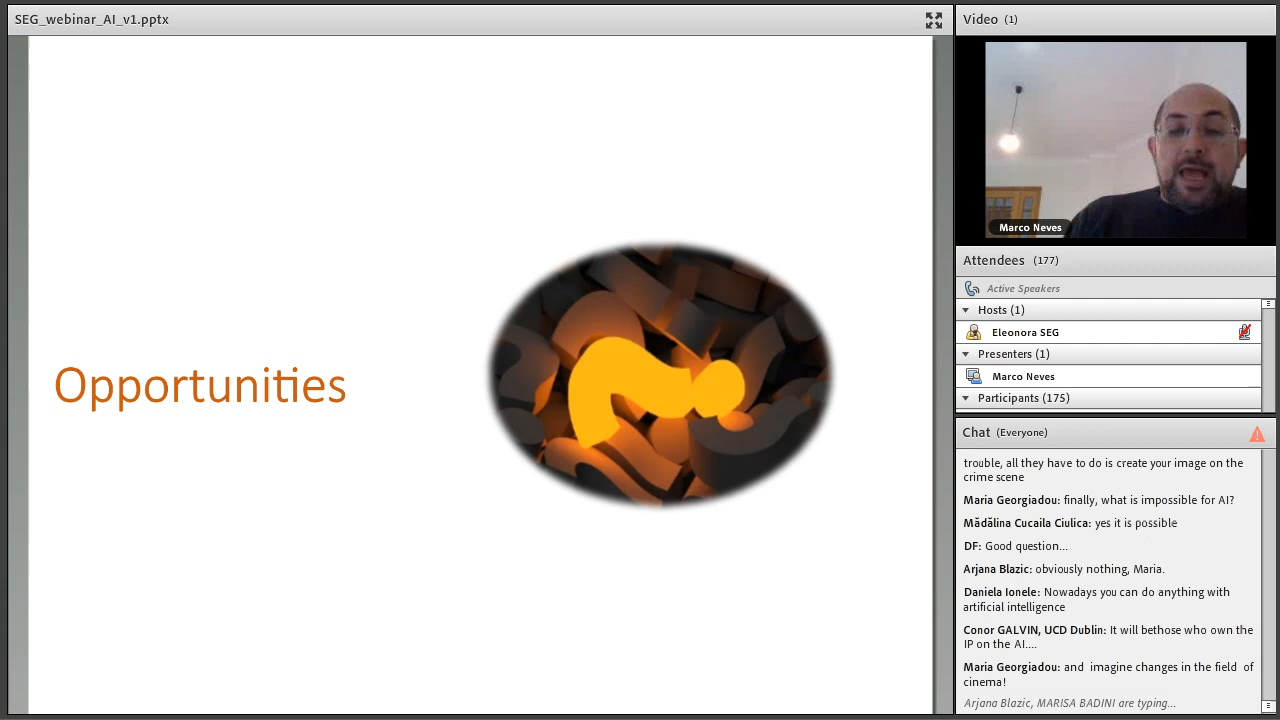 SEG_webinar_AI_v1.pptx
Opportunities
Video (1)
Marco Neves
Attendees (177)
Active Speakers
Hosts (1)
Eleonora SEG
Presenters (1)
Marco Neves
Participants (175)
Chat (Everyone)
trouble, all they have to do is create your image on the
crime scene
Maria Georgiadou: finally, what is impossible for AI?
Mădălina Cucaila Ciulica: yes it is possible
DF: Good question...
Arjana Blazic: obviously nothing, Maria.
Daniela Ionele: Nowadays you can do anything with
artificial intelligence
Conor GALVIN, UCD Dublin: It will bethose who own the
IP on the AI....
Maria Georgiadou: and imagine changes in the field of
cinema!
Arjana Blazic, MARISA BADINI are typing...